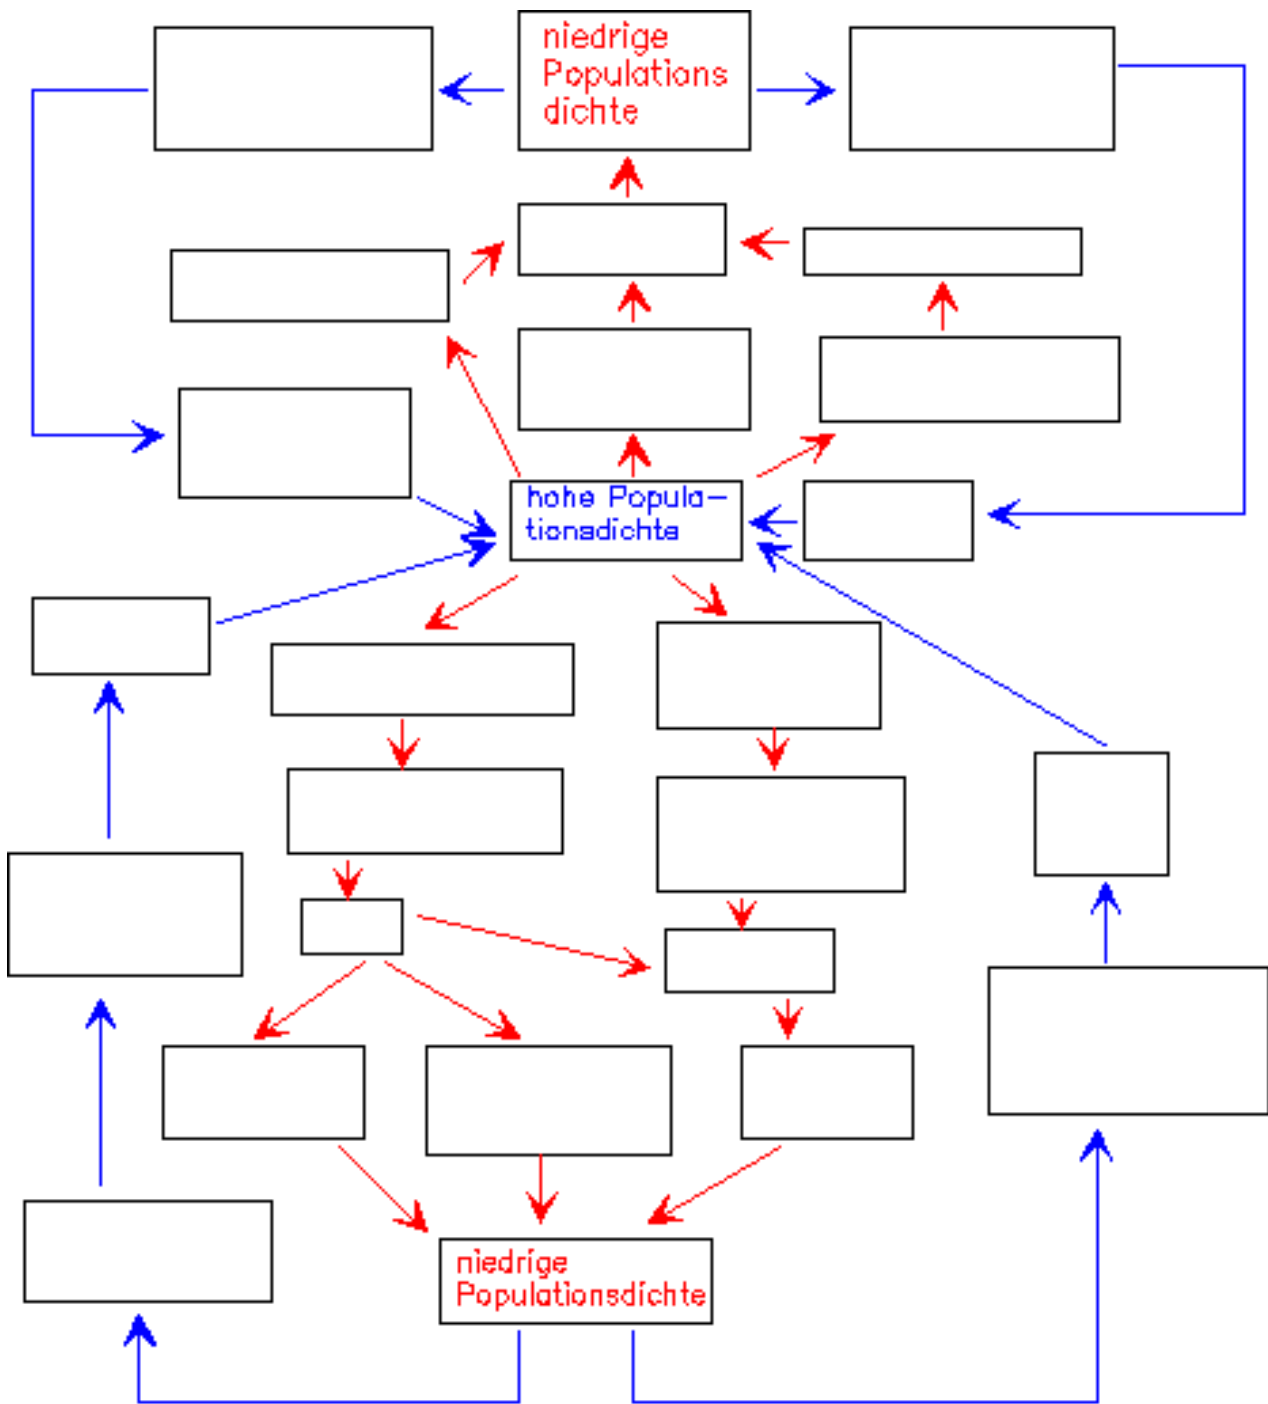 niedrige
Populations
dichte
hohe Popula-
tionsdichte
niedrige
Populationsdichte